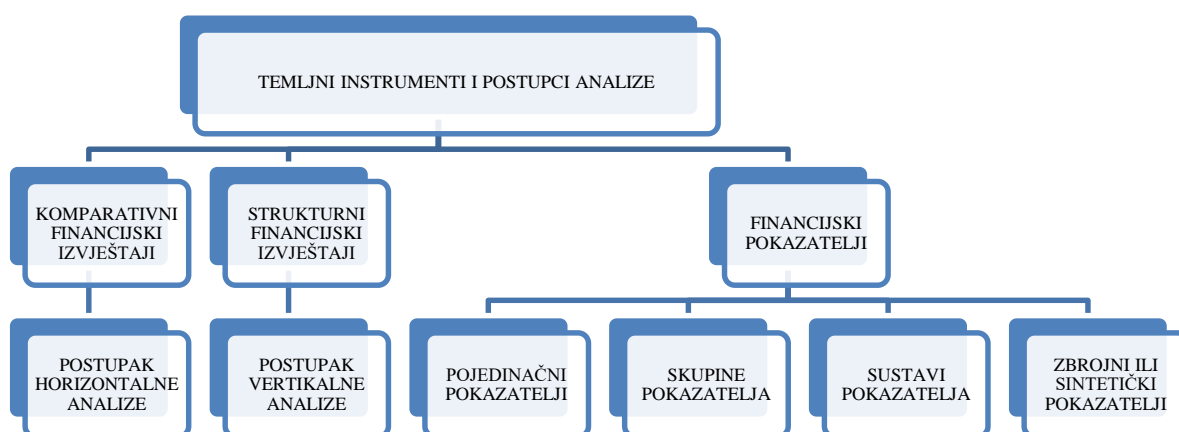 TEMLJNI INSTRUMENTI I POSTUPCI ANALIZE
KOMPARATIVNI
FINANCIJSKI
IZVJEŠTAJI
STRUKTURNI
FINANCIJSKI
IZVJEŠTAJI
FINANCIJSKI
POKAZATELJI
POSTUPAK
HORIZONTALNE
ANALIZE
POSTUPAK
VERTIKALNE
ANALIZE
POJEDINAČNI
POKAZATELJI
SKUPINE
POKAZATELJA
SUSTAVI
POKAZATELJA
ZBROJNI ILI
SINTETIČKI
POKAZATELJI